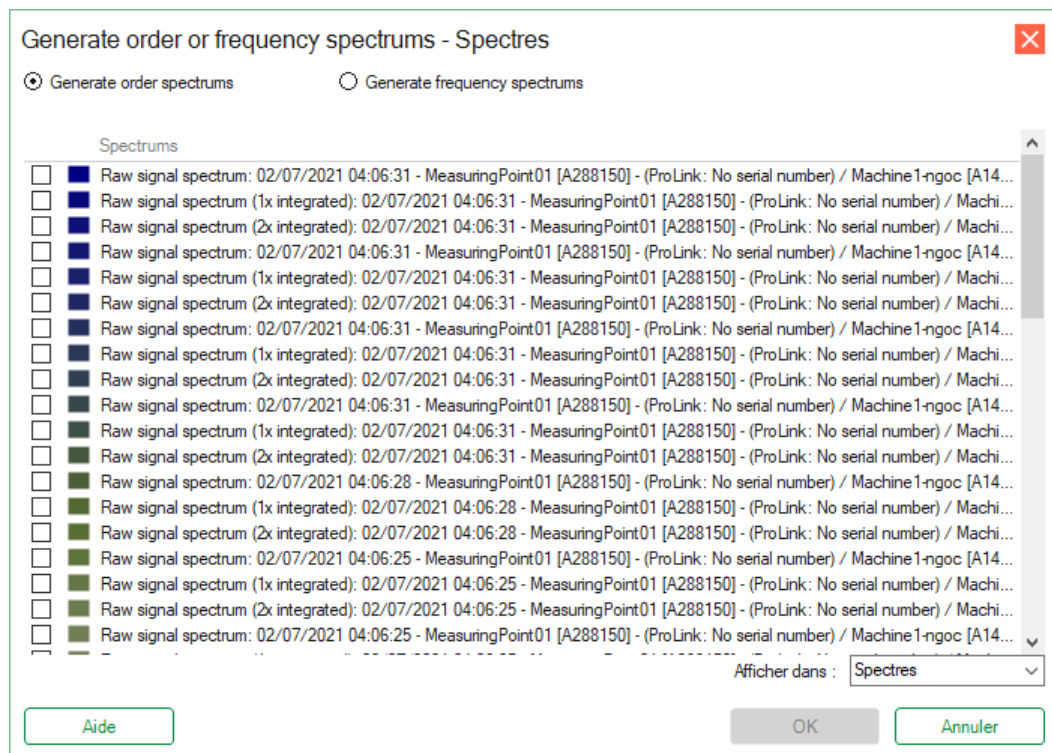 Generate order or frequency spectrums - Spectres
Generate order spectrums Generate frequency spectrums
Spectrums
Raw signal spectrum: 02/07/2021 04:06:31 - MeasuringPoint01 [A288150] - (ProLink: No serial number) / Machine1-ngoc [A14...
Raw signal spectrum (1x integrated): 02/07/2021 04:06:31 - MeasuringPoint01 [A288150] - (ProLink: No serial number) / Machi...
Raw signal spectrum (2x integrated): 02/07/2021 04:06:31 - MeasuringPoint01 [A288150] - (ProLink: No serial number) / Machi...
Raw signal spectrum: 02/07/2021 04:06:31 - MeasuringPoint01 [A288150] - (ProLink: No serial number) / Machine1-ngoc [A14...
Raw signal spectrum (1x integrated): 02/07/2021 04:06:31 - MeasuringPoint01 [A288150] - (ProLink: No serial number) / Machi...
Raw signal spectrum (2x integrated): 02/07/2021 04:06:31 - MeasuringPoint01 [A288150] - (ProLink: No serial number) / Machi...
Raw signal spectrum: 02/07/2021 04:06:31 - MeasuringPoint01 [A288150] - (ProLink: No serial number) / Machine1-ngoc [A14...
Raw signal spectrum (1x integrated): 02/07/2021 04:06:31 - MeasuringPoint01 [A288150] - (ProLink: No serial number) / Machi...
Raw signal spectrum (2x integrated): 02/07/2021 04:06:31 - MeasuringPoint01 [A288150] - (ProLink: No serial number) / Machi...
Raw signal spectrum: 02/07/2021 04:06:31 - MeasuringPoint01 [A288150] - (ProLink: No serial number) / Machine1-ngoc [A14...
Raw signal spectrum (1x integrated): 02/07/2021 04:06:31 - MeasuringPoint01 [A288150] - (ProLink: No serial number) / Machi...
Raw signal spectrum (2x integrated): 02/07/2021 04:06:31 - MeasuringPoint01 [A288150] - (ProLink: No serial number) / Machi...
Raw signal spectrum: 02/07/2021 04:06:28 - MeasuringPoint01 [A288150] - (ProLink: No serial number) / Machine1-ngoc [A14...
Raw signal spectrum (1x integrated): 02/07/2021 04:06:28 - MeasuringPoint01 [A288150] - (ProLink: No serial number) / Machi...
Raw signal spectrum (2x integrated): 02/07/2021 04:06:28 - MeasuringPoint01 [A288150] - (ProLink: No serial number) / Machi...
Raw signal spectrum: 02/07/2021 04:06:25 - MeasuringPoint01 [A288150] - (ProLink: No serial number) / Machine1-ngoc [A14...
Raw signal spectrum (1x integrated): 02/07/2021 04:06:25 - MeasuringPoint01 [A288150] - (ProLink: No serial number) / Machi...
Raw signal spectrum (2x integrated): 02/07/2021 04:06:25 - MeasuringPoint01 [A288150] - (ProLink: No serial number) / Machi...
Raw signal spectrum: 02/07/2021 04:06:25 - MeasuringPoint01 [A288150] - (ProLink: No serial number) / Machine1-ngoc [A14...
Afficher dans : Spectres
Aide OK Annuler